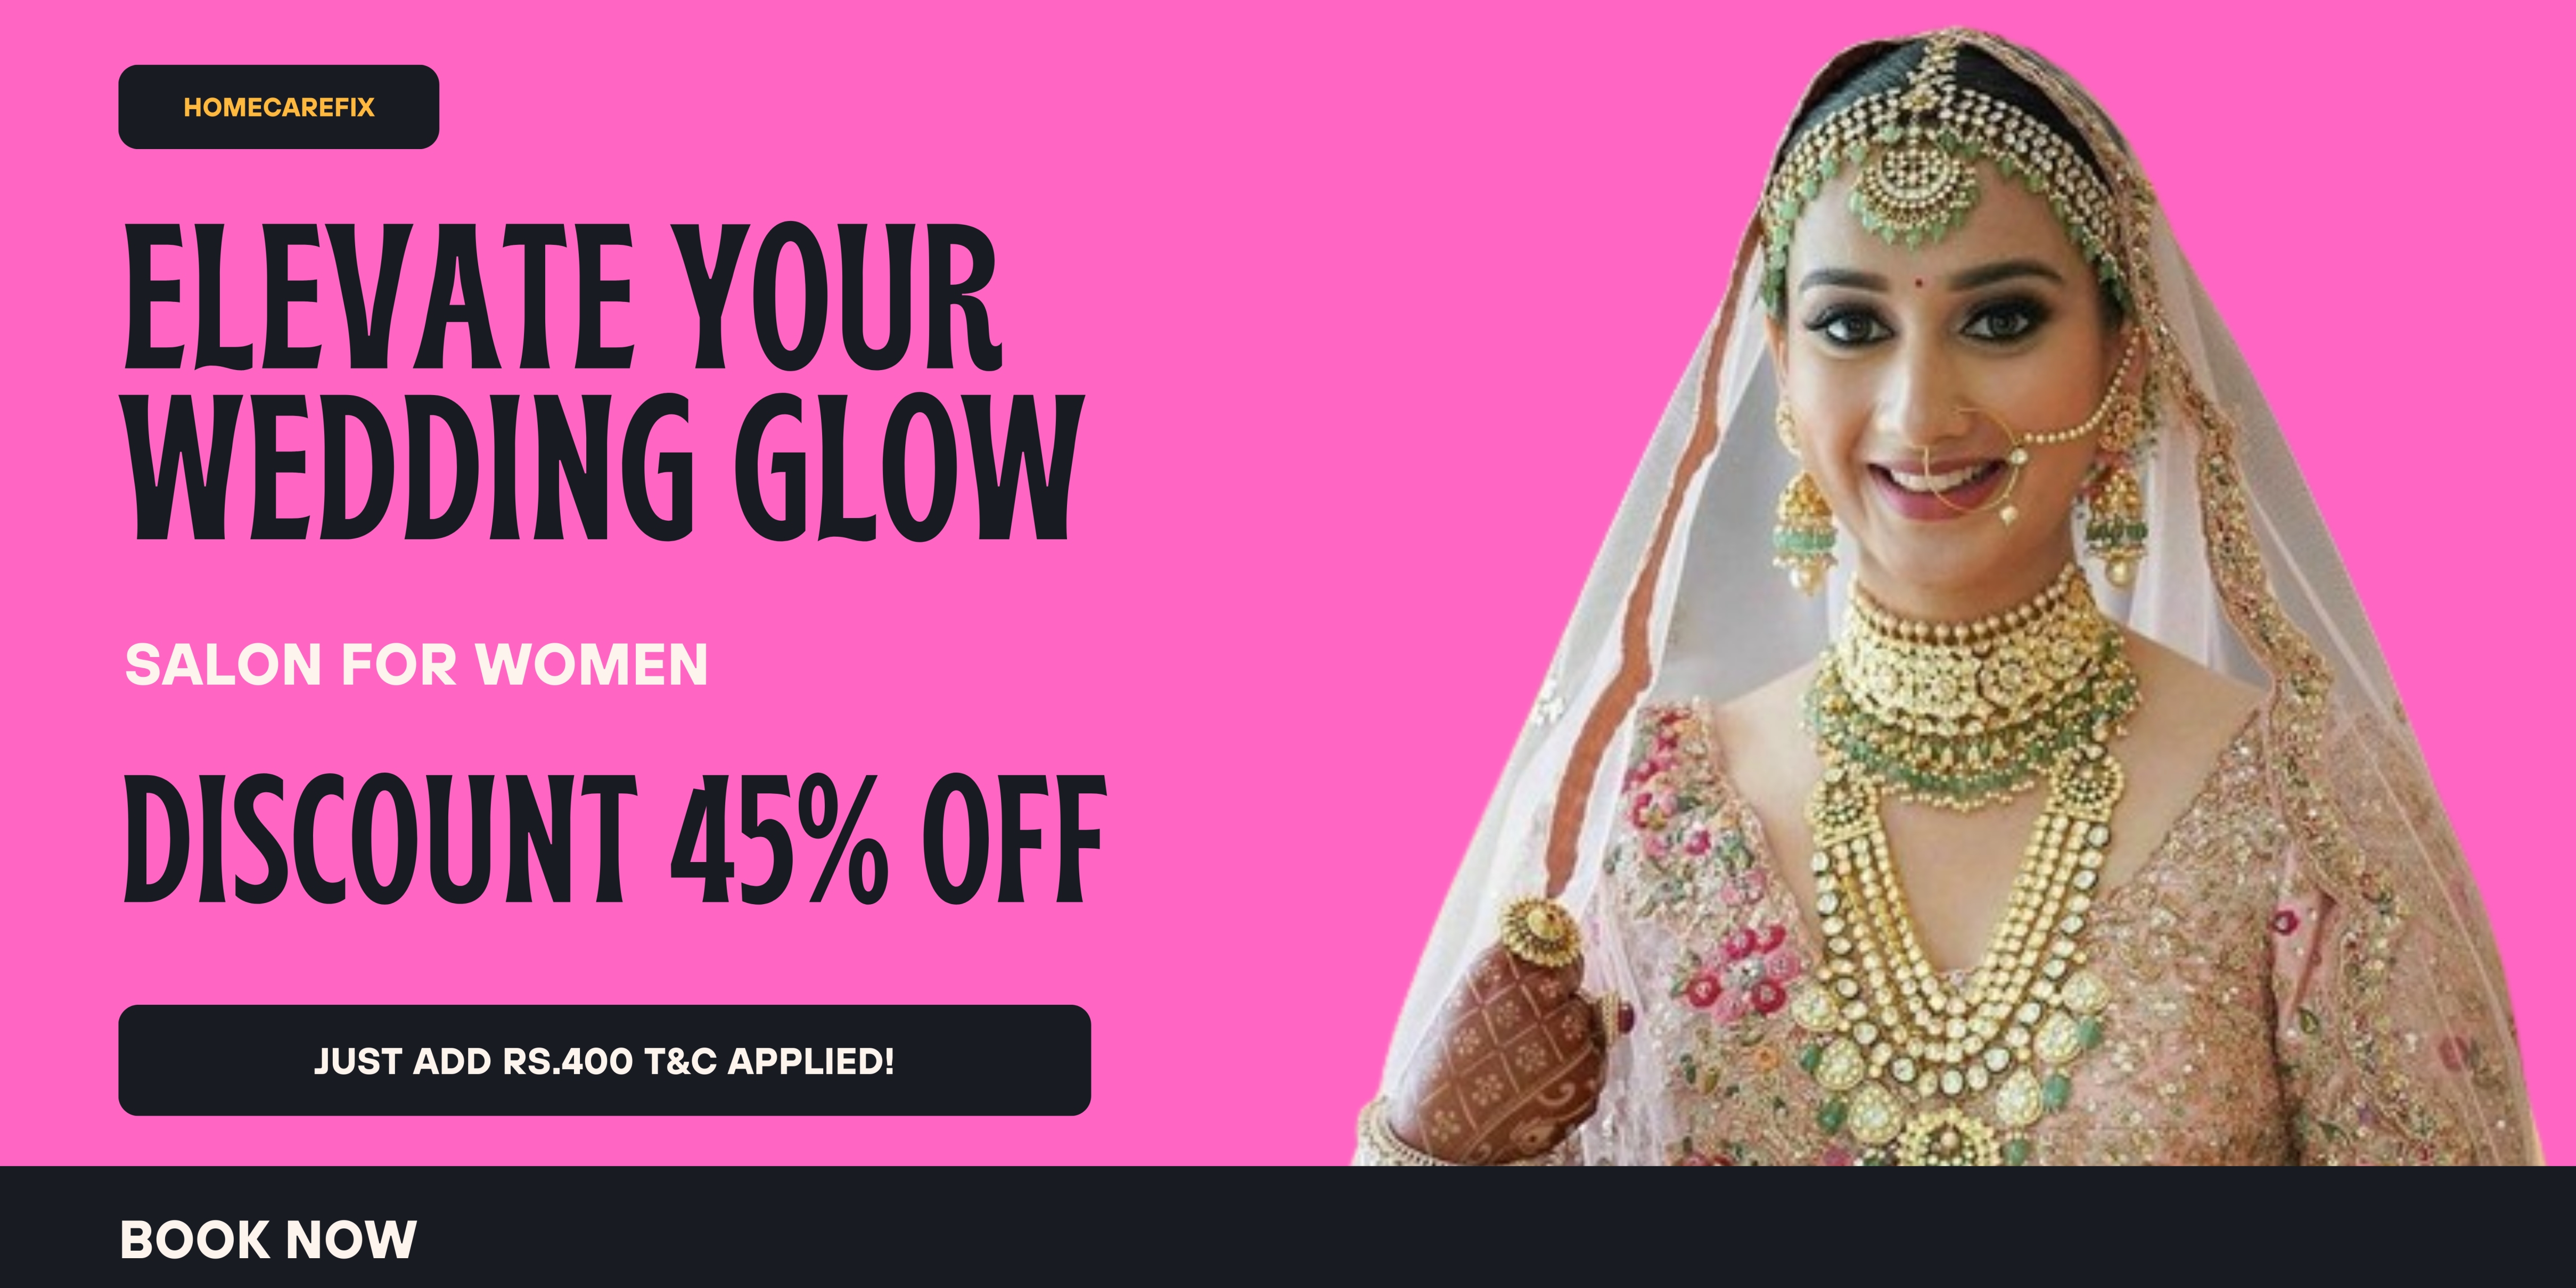 HOMECAREFIX
ELEVATE YOUR
WEDDING GLOW
SALON FOR WOMEN
DISCOUNT 45% OFF
JUST ADD RS.400 T&C APPLIED!
BOOK NOW